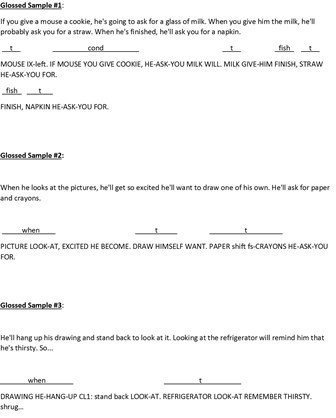 Glossed Sample #1:
If you give a mouse a cookie, he's going to ask for a glass of milk. When you give him the milk, he'll
probably ask you for a straw. When he's finished, he'll ask you for a napkin.
t cond t fish t
MOUSE IX-left. IF MOUSE YOU GIVE COOKIE, HE-ASK-YOU MILK WILL. MILK GIVE-HIM FINISH, STRAW
HE-ASK-YOU FOR.
fish t
FINISH, NAPKIN HE-ASK-YOU FOR.
Glossed Sample #2:
When he looks at the pictures, he'll get so excited he'll want to draw one of his own. He'll ask for paper
and crayons.
when t t
PICTURE LOOK-AT, EXCITED HE BECOME. DRAW HIMSELF WANT. PAPER shift fs-CRAYONS HE-ASK-YOU
FOR.
Glossed Sample #3:
He'll hang up his drawing and stand back to look at it. Looking at the refrigerator will remind him that
he's thirsty. So...
when t
DRAWING HE-HANG-UP CL1: stand back LOOK-AT. REFRIGERATOR LOOK-AT REMEMBER THIRSTY.
shrug...